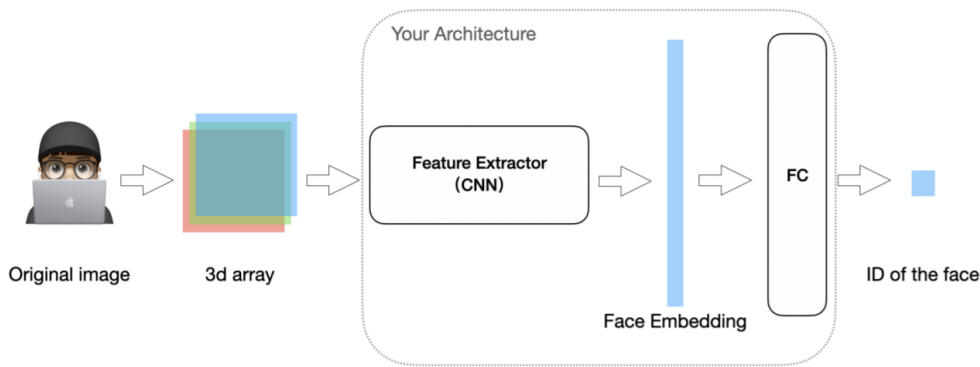 Your Architecture
Feature Extractor
(CNN)
FC
Original image
3d array
Face Embedding
ID of the face